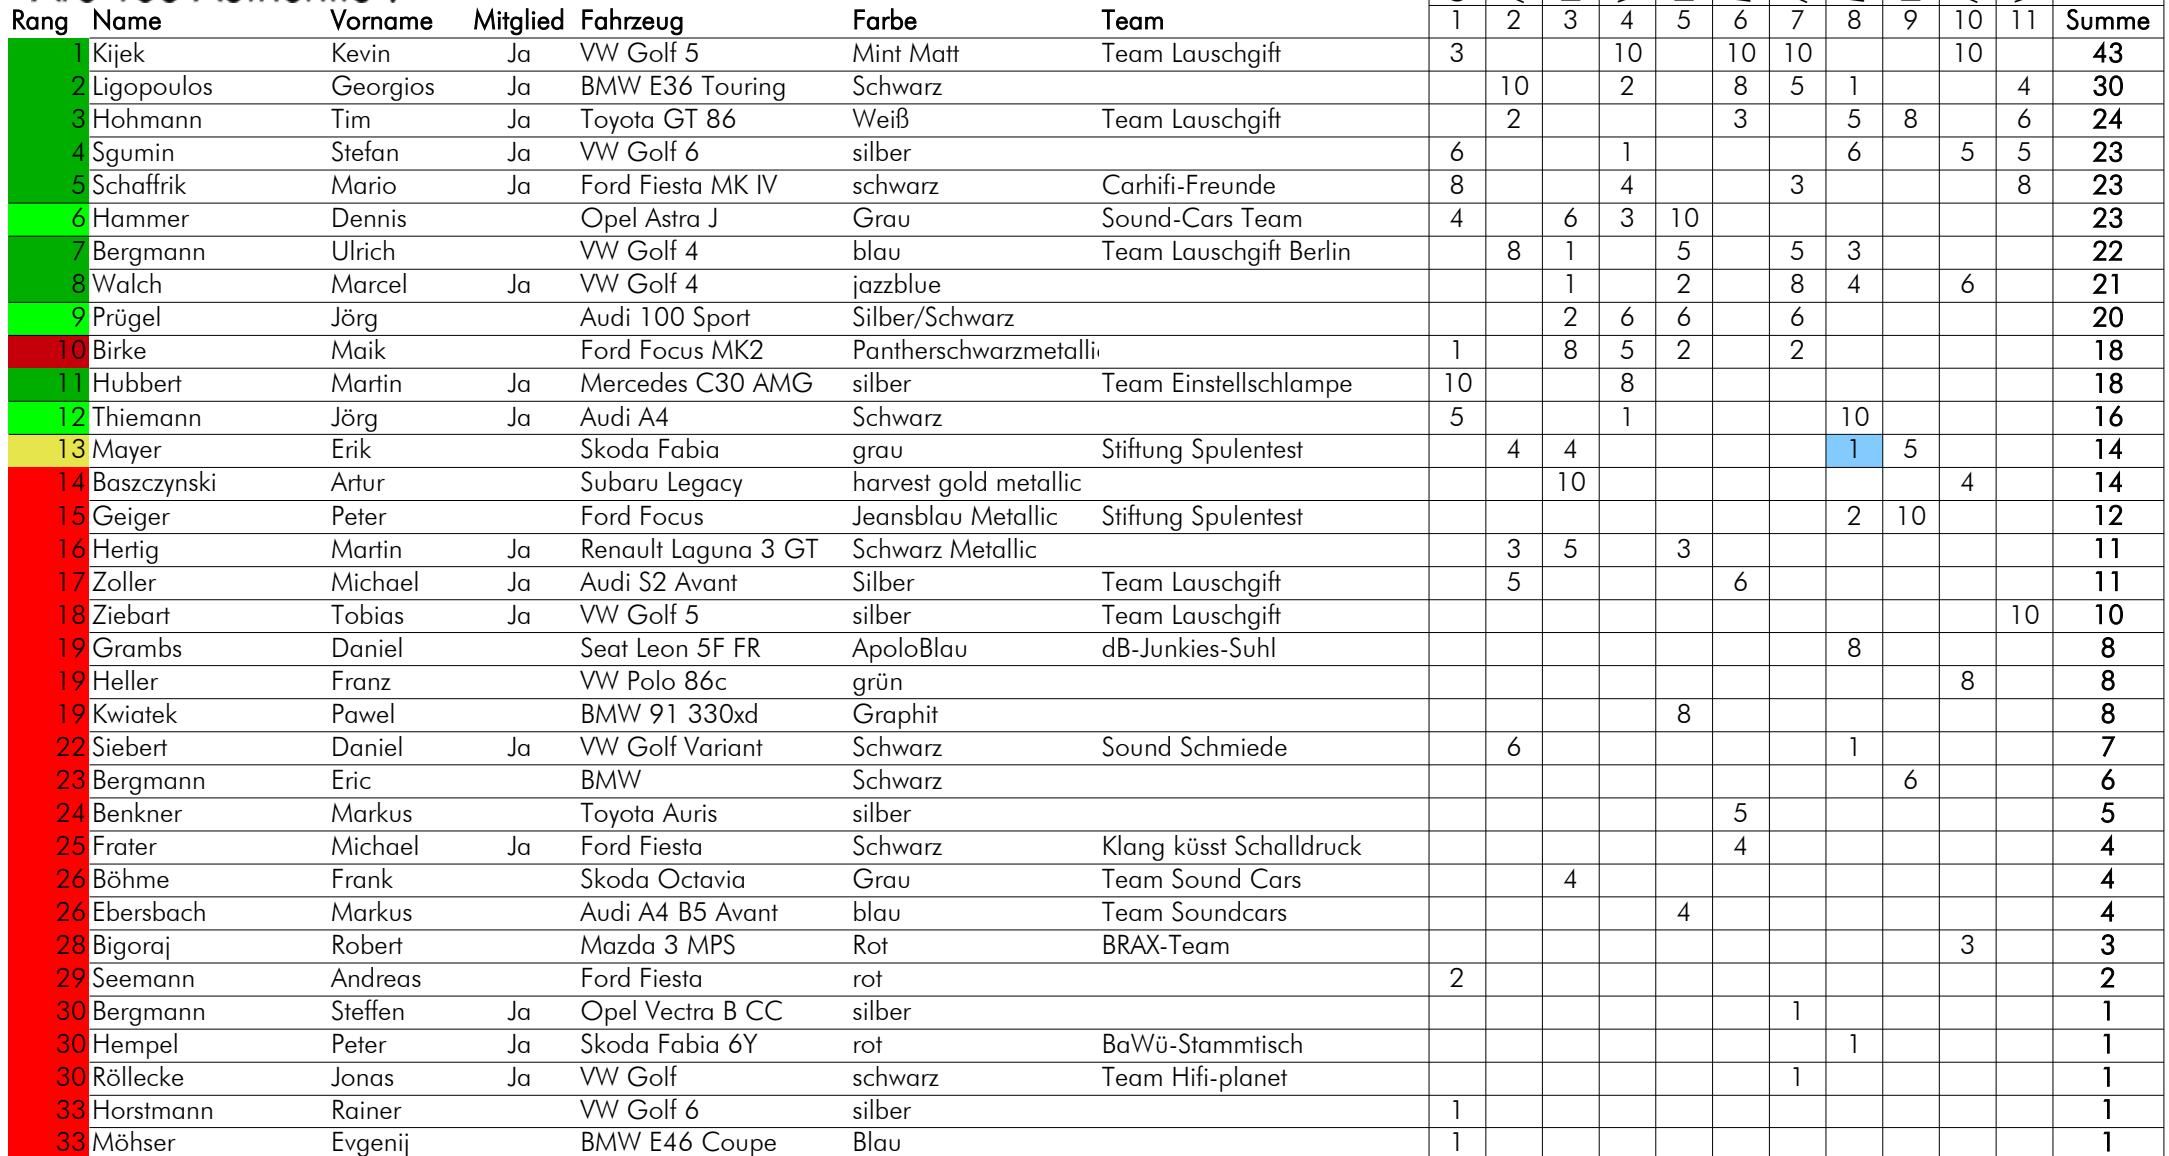 Rang Name Vorname Mitglied Fahrzeug Farbe Team 1 2 3 4 5 6 7 8 9 10 11 Summe
1 Kijek Kevin Ja VW Golf 5 Mint Matt Team Lauschgift 3 10 10 10 10 43
2 Ligopoulos Georgios Ja BMW E36 Touring Schwarz 10 2 8 5 1 4 30
3 Hohmann Tim Ja Toyota GT 86 Weiß Team Lauschgift 2 3 5 8 6 24
4 Sgumin Stefan Ja VW Golf 6 silber 6 1 6 5 5 23
5 Schaffrik Mario Ja Ford Fiesta MK IV schwarz Carhifi-Freunde 8 4 3 8 23
6 Hammer Dennis Opel Astra J Grau Sound-Cars Team 4 6 3 10 23
7 Bergmann Ulrich VW Golf 4 blau Team Lauschgift Berlin 8 1 5 5 3 22
8 Walch Marcel Ja VW Golf 4 jazzblue 1 2 8 4 6 21
9 Prügel Jörg Audi 100 Sport Silber/Schwarz 2 6 6 6 20
10 Birke Maik Ford Focus MK2 Pantherschwarzmetalli 1 8 5 2 2 18
11 Hubbert Martin Ja Mercedes C30 AMG silber Team Einstellschlampe 10 8 18
12 Thiemann Jörg Ja Audi A4 Schwarz 5 1 10 16
13 Mayer Erik Skoda Fabia grau Stiftung Spulentest 4 4 1 5 14
14 Baszczynski Artur Subaru Legacy harvest gold metallic 10 4 14
15 Geiger Peter Ford Focus Jeansblau Metallic Stiftung Spulentest 2 10 12
16 Hertig Martin Ja Renault Laguna 3 GT Schwarz Metallic 3 5 3 11
17 Zoller Michael Ja Audi S2 Avant Silber Team Lauschgift 5 6 11
18 Ziebart Tobias Ja VW Golf 5 silber Team Lauschgift 10 10
19 Grambs Daniel Seat Leon 5F FR ApoloBlau dB-Junkies-Suhl 8 8
19 Heller Franz VW Polo 86c grün 8 8
19 Kwiatek Pawel BMW 91 330xd Graphit 8 8
22 Siebert Daniel Ja VW Golf Variant Schwarz Sound Schmiede 6 1 7
23 Bergmann Eric BMW Schwarz 6 6
24 Benkner Markus Toyota Auris silber 5 5
25 Frater Michael Ja Ford Fiesta Schwarz Klang küsst Schalldruck 4 4
26 Böhme Frank Skoda Octavia Grau Team Sound Cars 4 4
26 Ebersbach Markus Audi A4 B5 Avant blau Team Soundcars 4 4
28 Bigoraj Robert Mazda 3 MPS Rot BRAX-Team 3 3
29 Seemann Andreas Ford Fiesta rot 2 2
30 Bergmann Steffen Ja Opel Vectra B CC silber 1 1
30 Hempel Peter Ja Skoda Fabia 6Y rot BaWü-Stammtisch 1 1
30 Röllecke Jonas Ja VW Golf schwarz Team Hifi-planet 1 1
33 Horstmann Rainer VW Golf 6 silber 1 1
33 Möhser Evgenij BMW E46 Coupe Blau 1 1